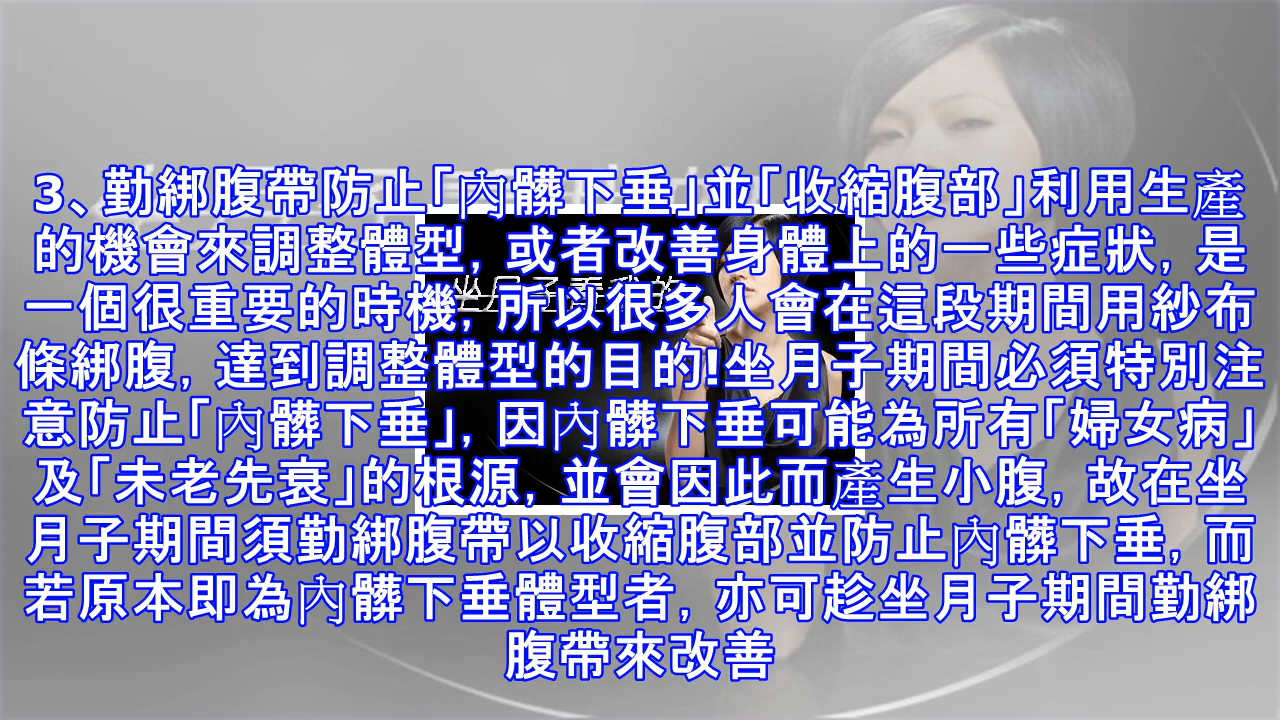 3、勤綁腹帶防止「內髒下垂」並「收縮腹部」利用生產
的機會來調整體型, 或者改善身體上的一些症狀, 是
一個很重要的時機, 所以很多人會在這段期間用紗布
條綁腹, 達到調整體型的目的!坐月子期間必須特別注
意防止「內髒下垂」, 因內髒下垂可能為所有「婦女病」
及「未老先衰」的根源, 並會因此而產生小腹, 故在坐
月子期間須勤綁腹帶以收縮腹部並防止內髒下垂, 而
若原本即為內髒下垂體型者, 亦可趁坐月子期間勤綁
腹帶來改善